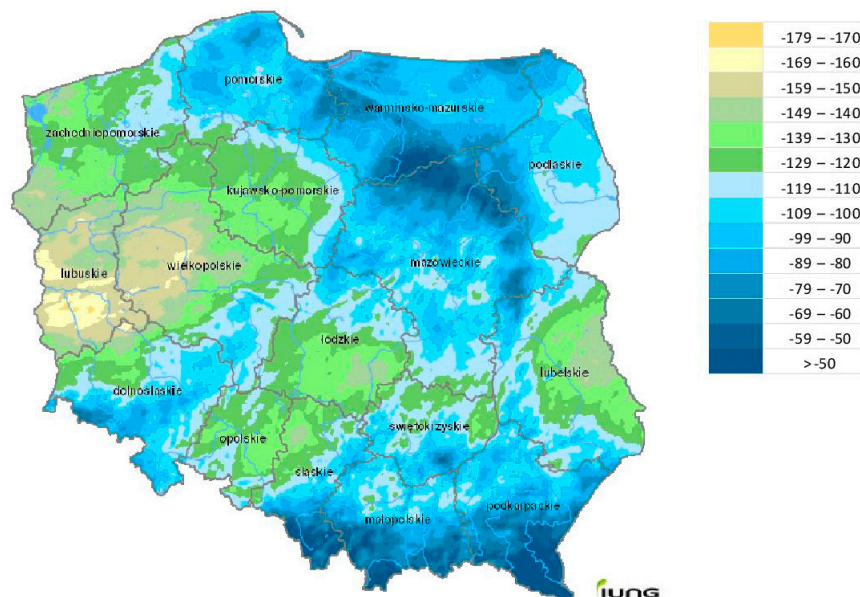 pomorskie
warmińsko-mazurskie
zachodniopomorskie
podlaskie
kujawsko-pomorskie
mazowieckie
wielkopolskie
lubuskie
łódzkie
lubelskie
dolnośląskie
świętokrzyskie
opolskie
śląskie
podkarpackie
małopolskie
-179 – -170
-169 – -160
-159 – -150
-149 – -140
-139 – -130
-129 – -120
-119 – -110
-109 – -100
-99 – -90
-89 – -80
-79 – -70
-69 – -60
-59 – -50
> -50
IUNG